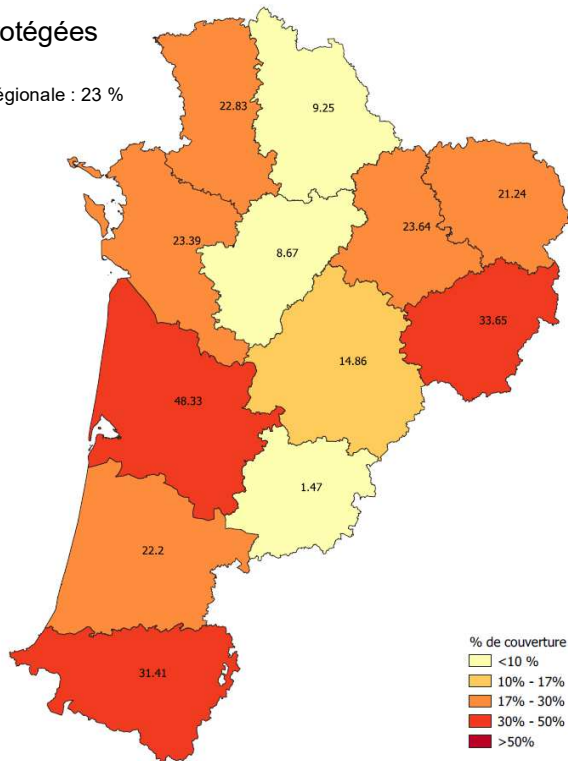 otégées
égionale : 23 %
9.25
22.83
21.24
23.64
23.39
8.67
33.65
14.86
48.33
1.47
22.2
31.41
% de couverture
<10 %
10% - 17%
17% - 30%
30% - 50%
>50%